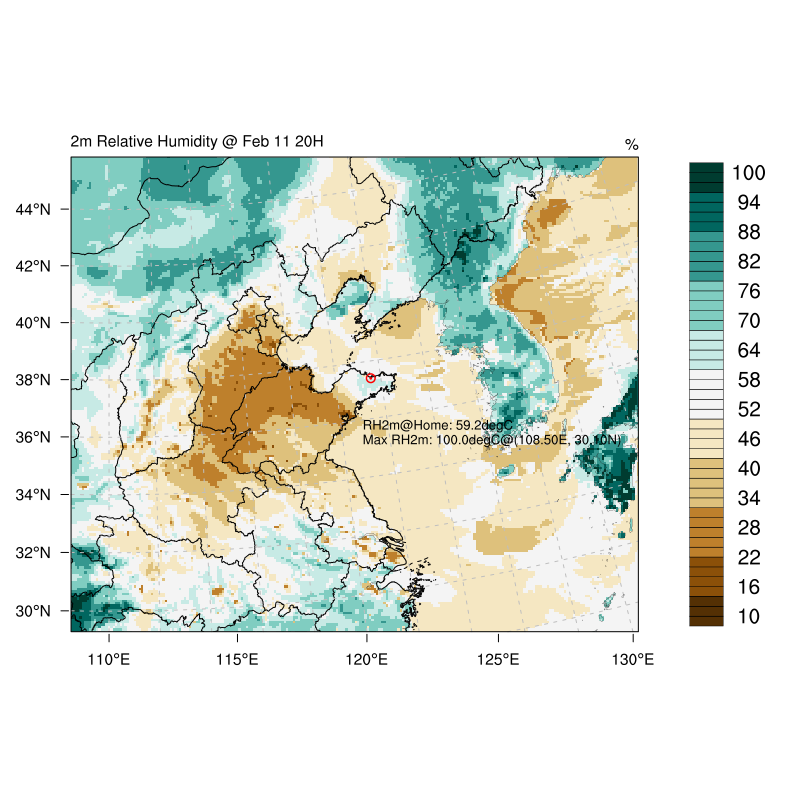 2m Relative Humidity @ Feb 11 20H
%
100
94
88
82
76
70
64
58
52
46
40
34
28
22
16
10
44°N
42°N
40°N
38°N
36°N
34°N
32°N
30°N
RH2m@Home: 59.2degC
Max RH2m: 100.0degC@(108.50E, 30.10N)
110°E
115°E
120°E
125°E
130°E